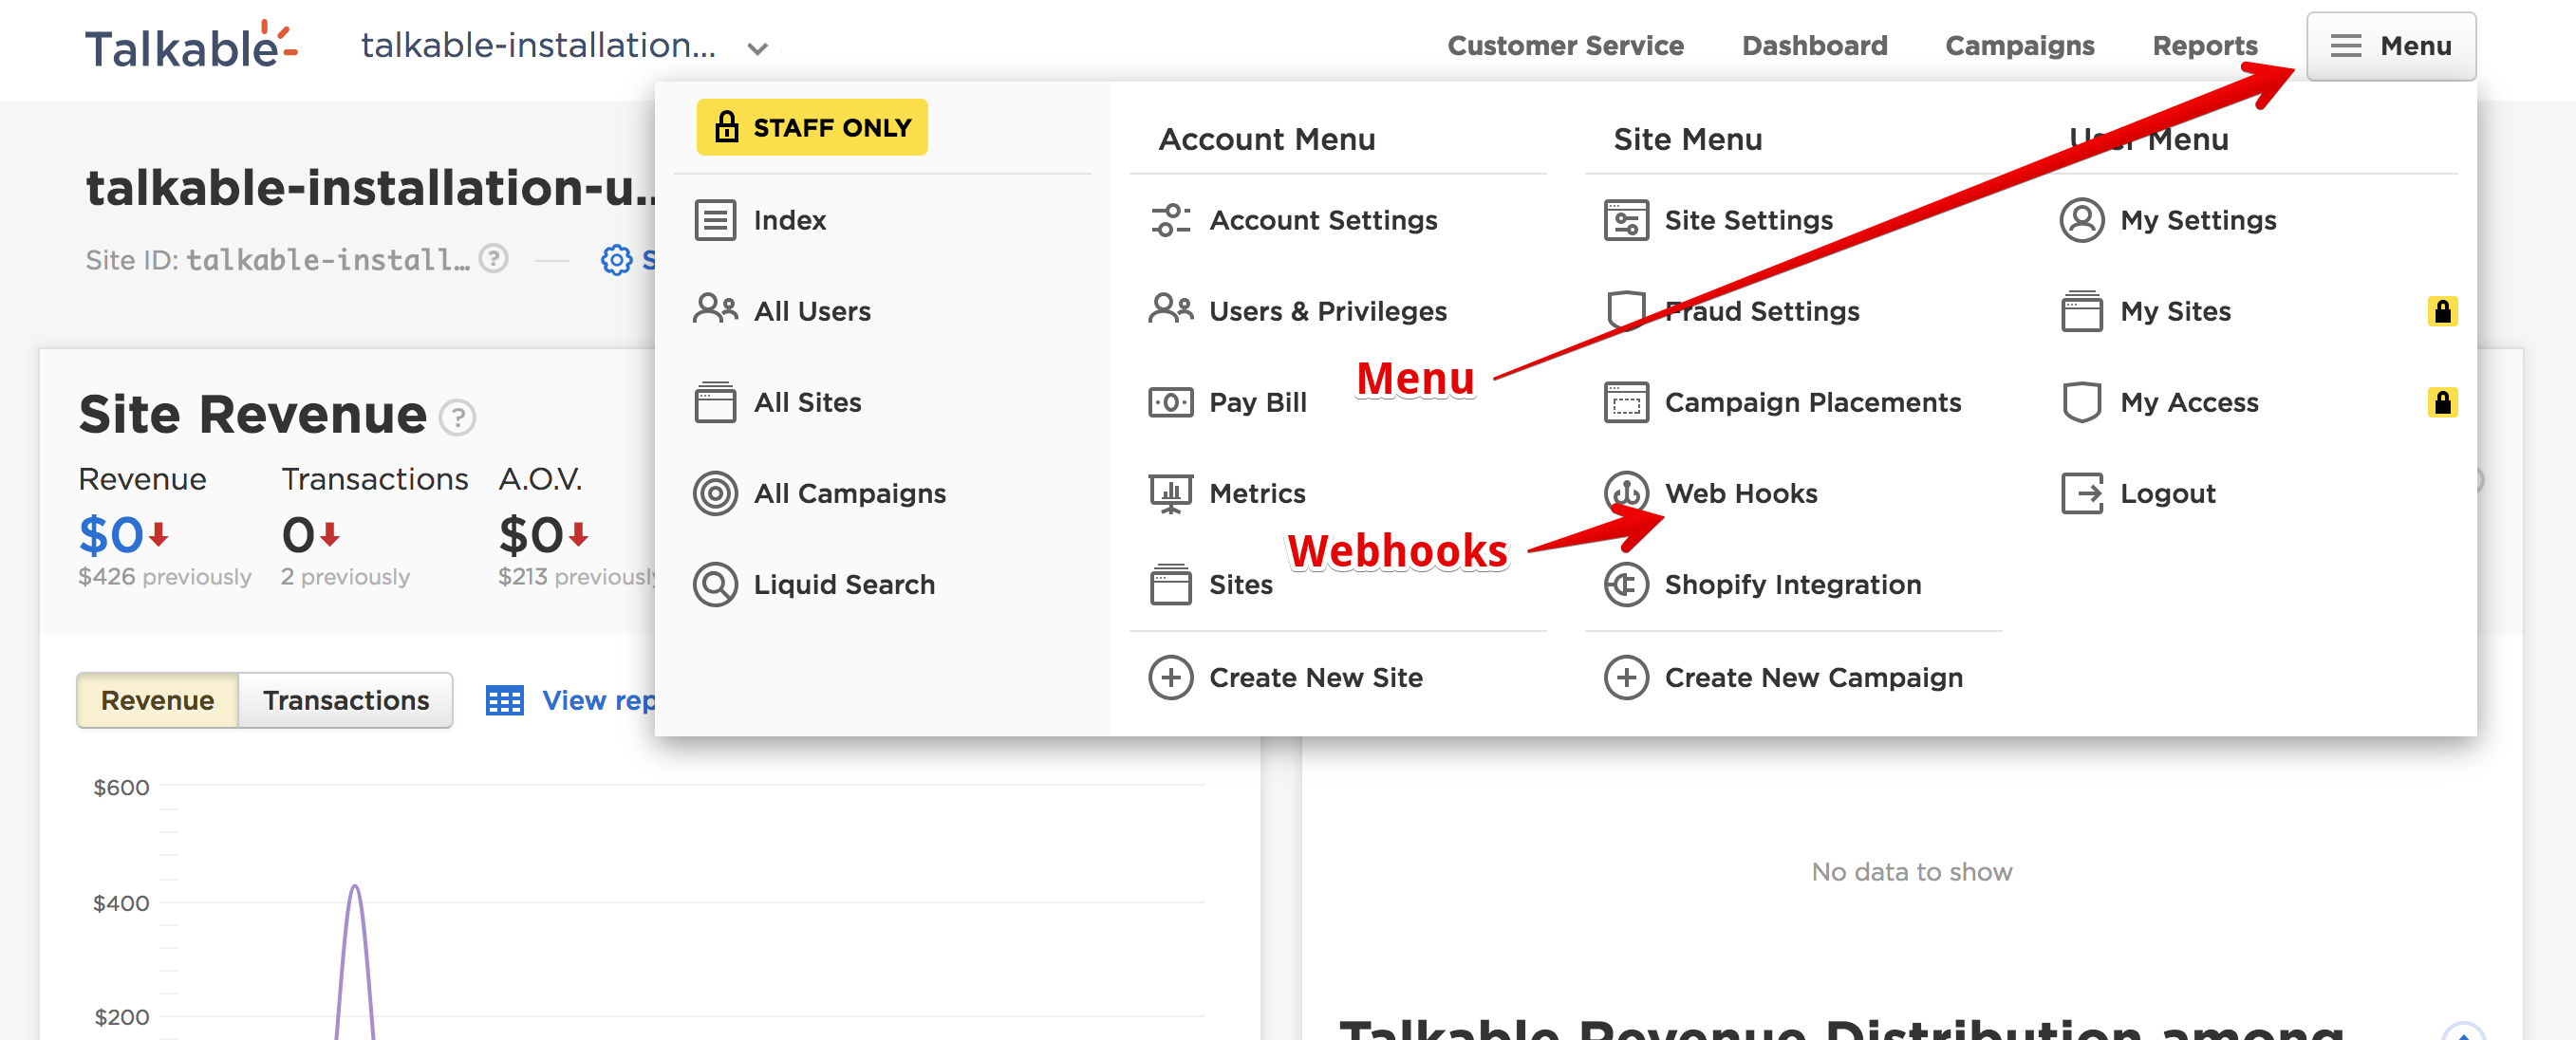 Talkable
talkable-installation...
Customer Service
Dashboard
Campaigns
Reports
Menu
talkable-installation-u..
Site ID: talkable-install…
?
S
STAFF ONLY
Index
All Users
All Sites
All Campaigns
Liquid Search
Account Menu
Account Settings
Users & Privileges
Pay Bill
Metrics
Sites
Create New Site
Site Menu
Site Settings
Fraud Settings
Campaign Placements
Web Hooks
Shopify Integration
Create New Campaign
User Menu
My Settings
My Sites
My Access
Logout
Menu
Webhooks
Site Revenue ?
Revenue
Transactions
A.O.V.
$0
0
$0
$426 previously
2 previously
$213 previously
Revenue
Transactions
View rep
$600
$400
$200
No data to show
Talkable Revenue Distribution among